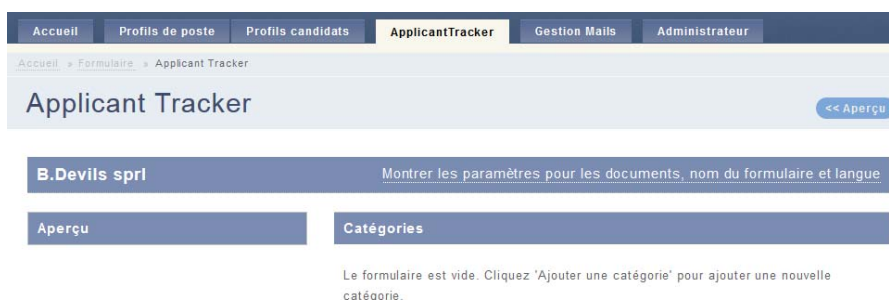 Accueil Profils de poste Profils candidats ApplicantTracker Gestion Mails Administrateur
Accueil » Formulaire » Applicant Tracker
Applicant Tracker
<< Aperçu
B.Devils sprl Montrer les paramètres pour les documents, nom du formulaire et langue
Aperçu Catégories
Le formulaire est vide. Cliquez 'Ajouter une catégorie' pour ajouter une nouvelle
catégorie.